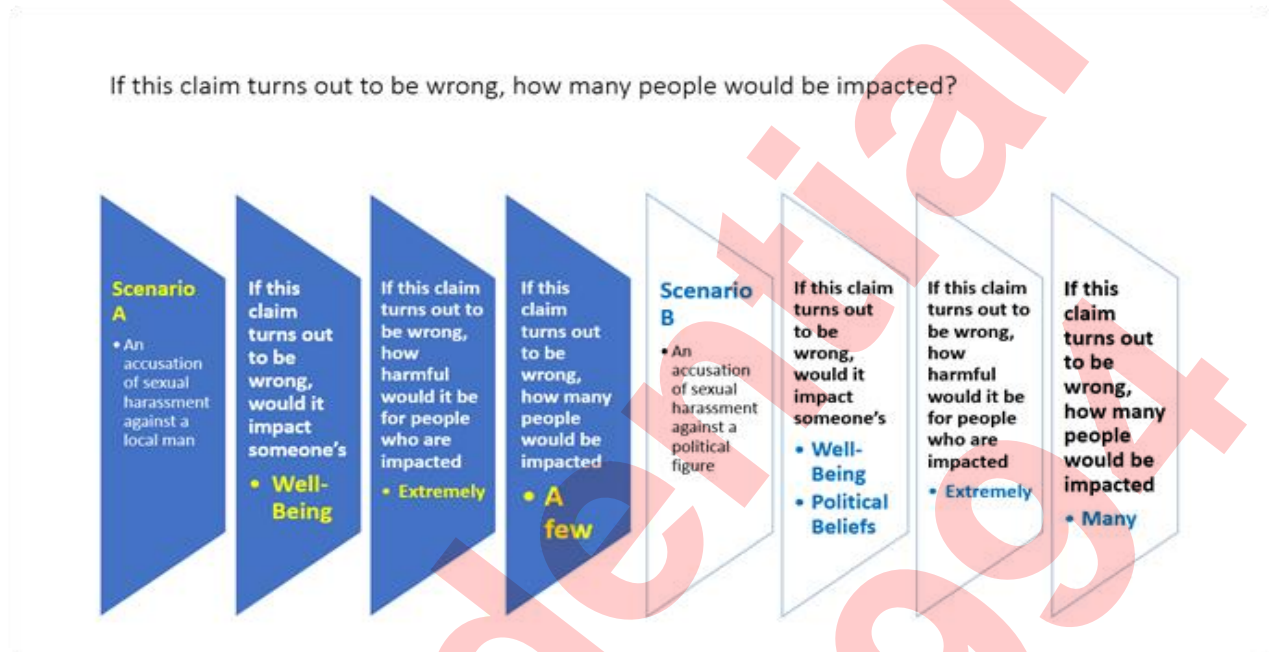 If this claim turns out to be wrong, how many people would be impacted?
Scenario
A
• An
accusation
of sexual
harassment
against a
local man
If this
claim
turns out
to be
wrong,
would it
impact
someone's
• Well-
Being
If this claim
turns out to
be wrong,
how
harmful
would it be
for people
who are
impacted
• Extremely
If this
claim
turns out
to be
wrong,
how many
people
would be
impacted
• A
few
Scenario
B
• An
accusation
of sexual
harassment
against a
political
figure
If this claim
turns out
to be
wrong,
would it
impact
someone's
• Well-
Being
• Political
Beliefs
If this claim
turns out to
be wrong,
how
harmful
would it be
for people
who are
impacted
• Extremely
If this
claim
turns out
to be
wrong,
how many
people
would be
impacted
• Many